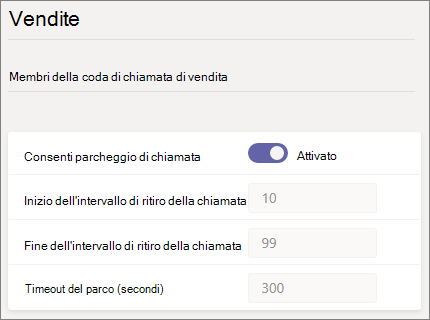 Vendite
Membri della coda di chiamata di vendita
Consenti parcheggio di chiamata Attivato
Inizio dell'intervallo di ritiro della chiamata 10
Fine dell'intervallo di ritiro della chiamata 99
Timeout del parco (secondi) 300